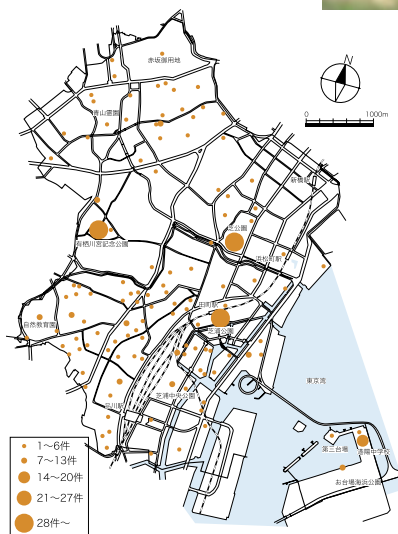 赤坂御用地
N
青山霊園
0 1000m
新橋駅
芝公園
有栖川宮記念公園
浜松町駅
田町駅
自然教育園
芝浦公園
東京湾
品川駅
芝浦中央公園
第三台場
港陽中学校
お台場海浜公園
1〜6件
7〜13件
14〜20件
21〜27件
28件〜